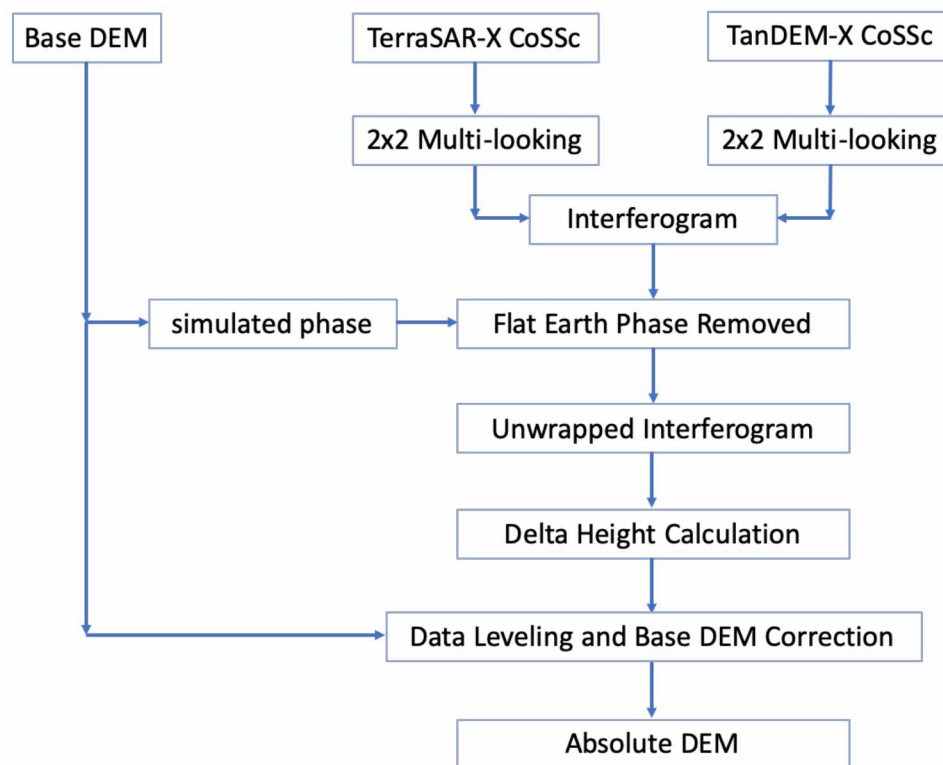 Base DEM
TerraSAR-X CoSSc
TanDEM-X CoSSc
2x2 Multi-looking
2x2 Multi-looking
Interferogram
simulated phase
Flat Earth Phase Removed
Unwrapped Interferogram
Delta Height Calculation
Data Leveling and Base DEM Correction
Absolute DEM